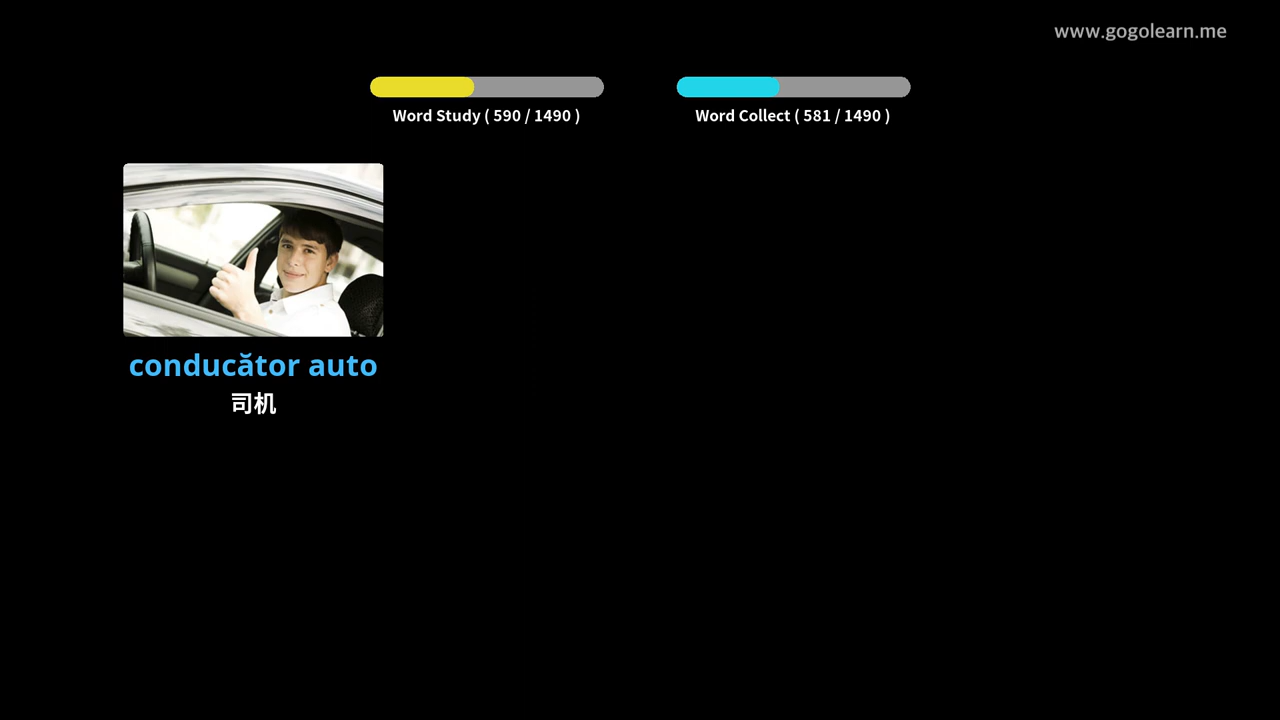 www.gogolearn.me
Word Study ( 590 / 1490 )
Word Collect ( 581 / 1490 )
conducător auto
司机